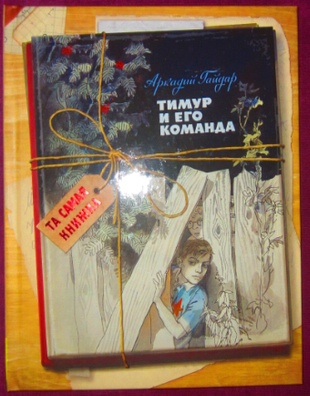 Аркадий Гайдар
ТИМУР
И ЕГО
КОМАНДА
ТА САМАЯ
КНИЖКА